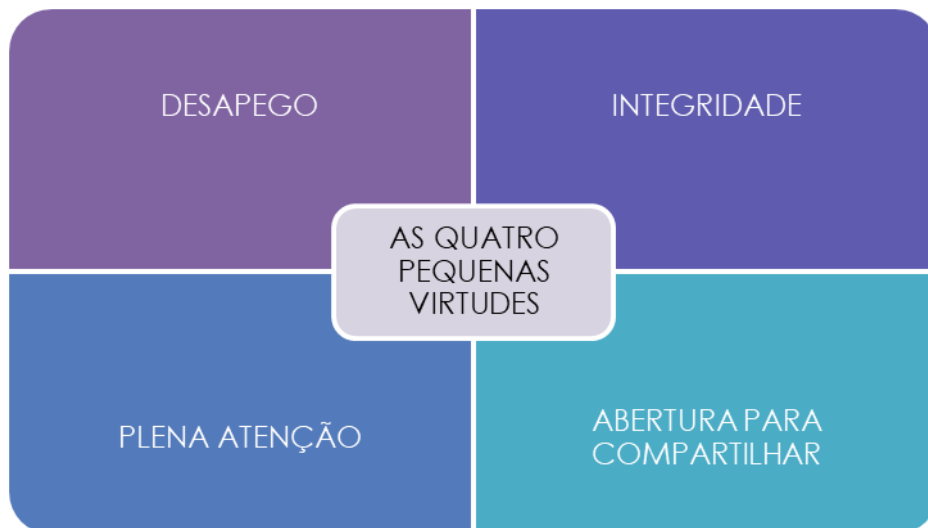 DESAPEGO
INTEGRIDADE
AS QUATRO
PEQUENAS
VIRTUDES
PLENA ATENÇÃO
ABERTURA PARA
COMPARTILHAR